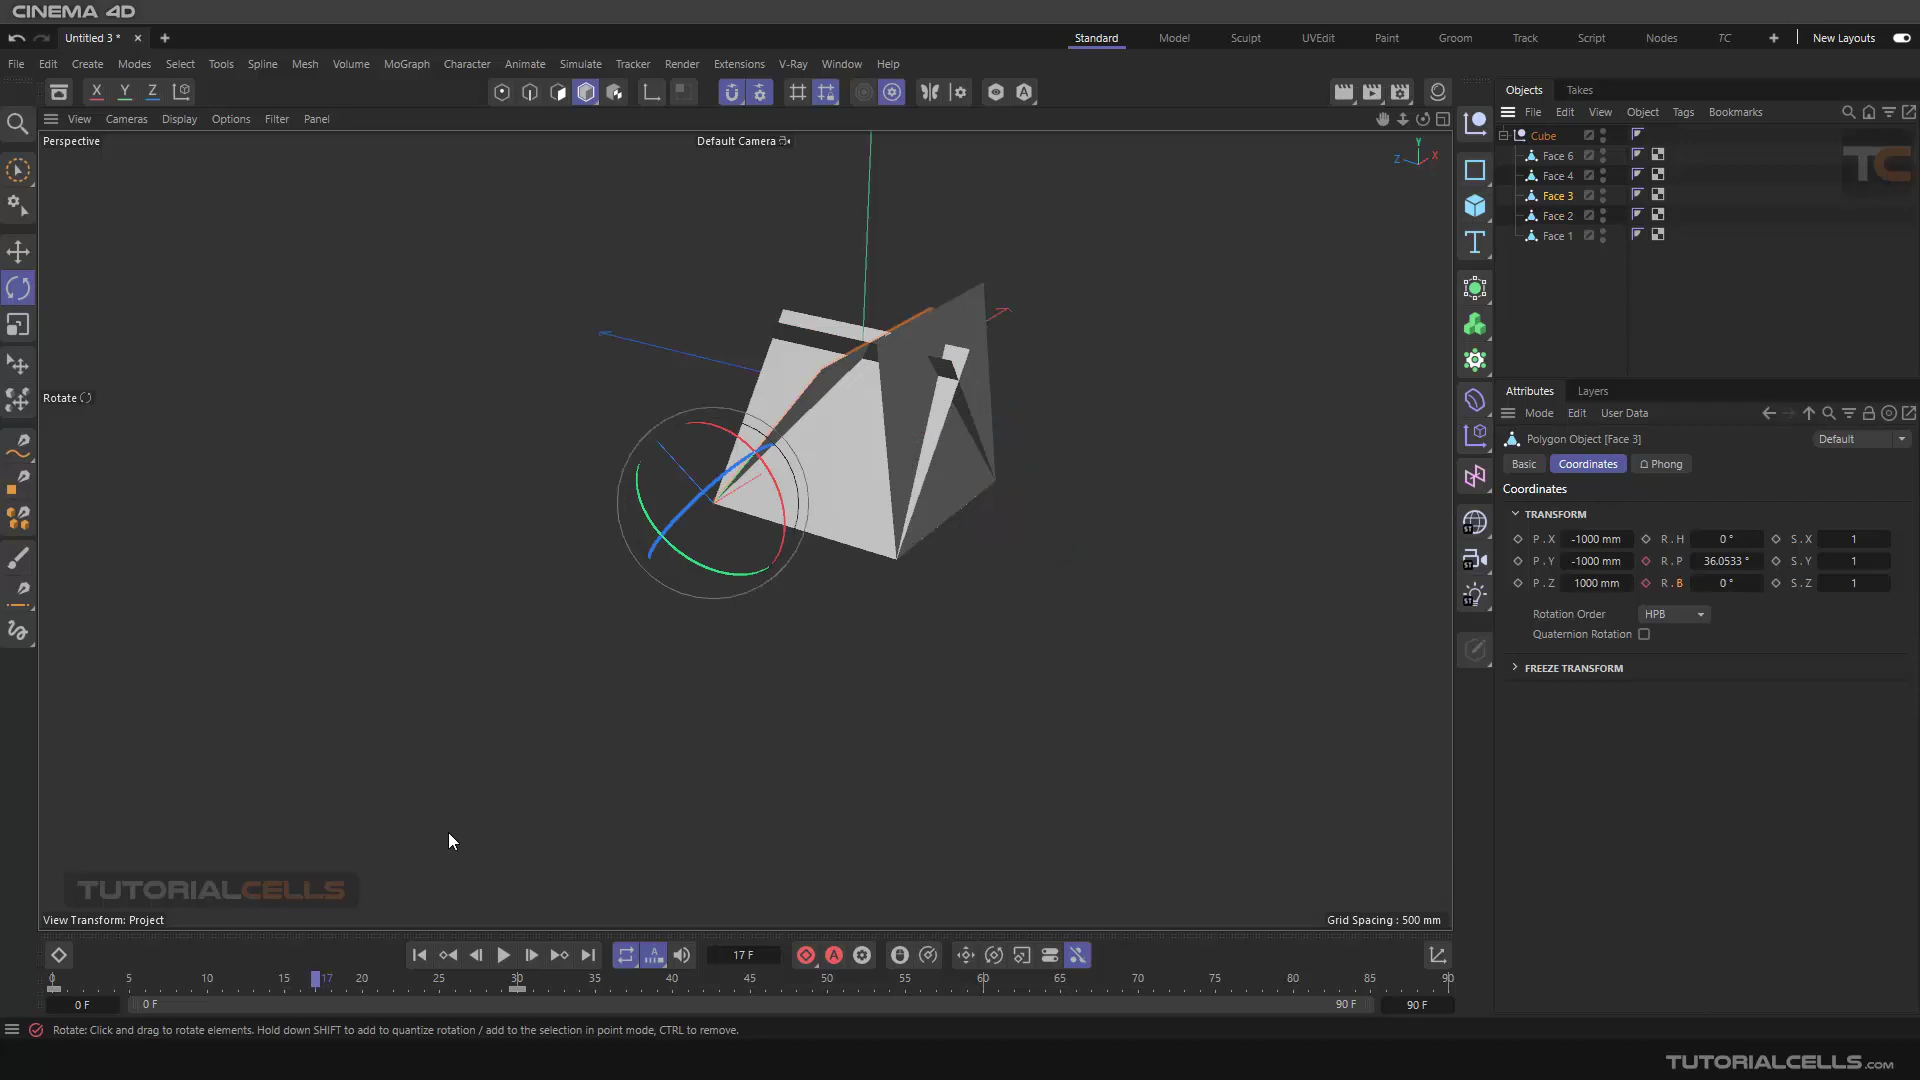 CINEMA 4D
Untitled 3 *
Standard
Model
Sculpt
UVEdit
Paint
Groom
Track
Script
Nodes
TC
New Layouts
File Edit Create Modes Select Tools Spline Mesh Volume MoGraph Character Animate Simulate Tracker Render Extensions V-Ray Window Help
X Y Z
View Cameras Display Options Filter Panel
Perspective
Default Camera
Y
Z X
Rotate
TUTORIALCELLS
View Transform: Project
Grid Spacing : 500 mm
Objects Takes
File Edit View Object Tags Bookmarks
Cube
Face 6
Face 4
Face 3
Face 2
Face 1
TC
Attributes Layers
Mode Edit User Data
Polygon Object [Face 3]
Default
Basic Coordinates Phong
Coordinates
TRANSFORM
P . X -1000 mm R . H 0 ° S . X 1
P . Y -1000 mm R . P 36.0533 ° S . Y 1
P . Z 1000 mm R . B 0 ° S . Z 1
Rotation Order HPB
Quaternion Rotation
FREEZE TRANSFORM
17 F
0 5 10 15 17 20 25 30 35 40 45 50 55 60 65 70 75 80 85 90
0 F 0 F 90 F 90 F
Rotate: Click and drag to rotate elements. Hold down SHIFT to add to quantize rotation / add to the selection in point mode, CTRL to remove.
TUTORIALCELLS.COM